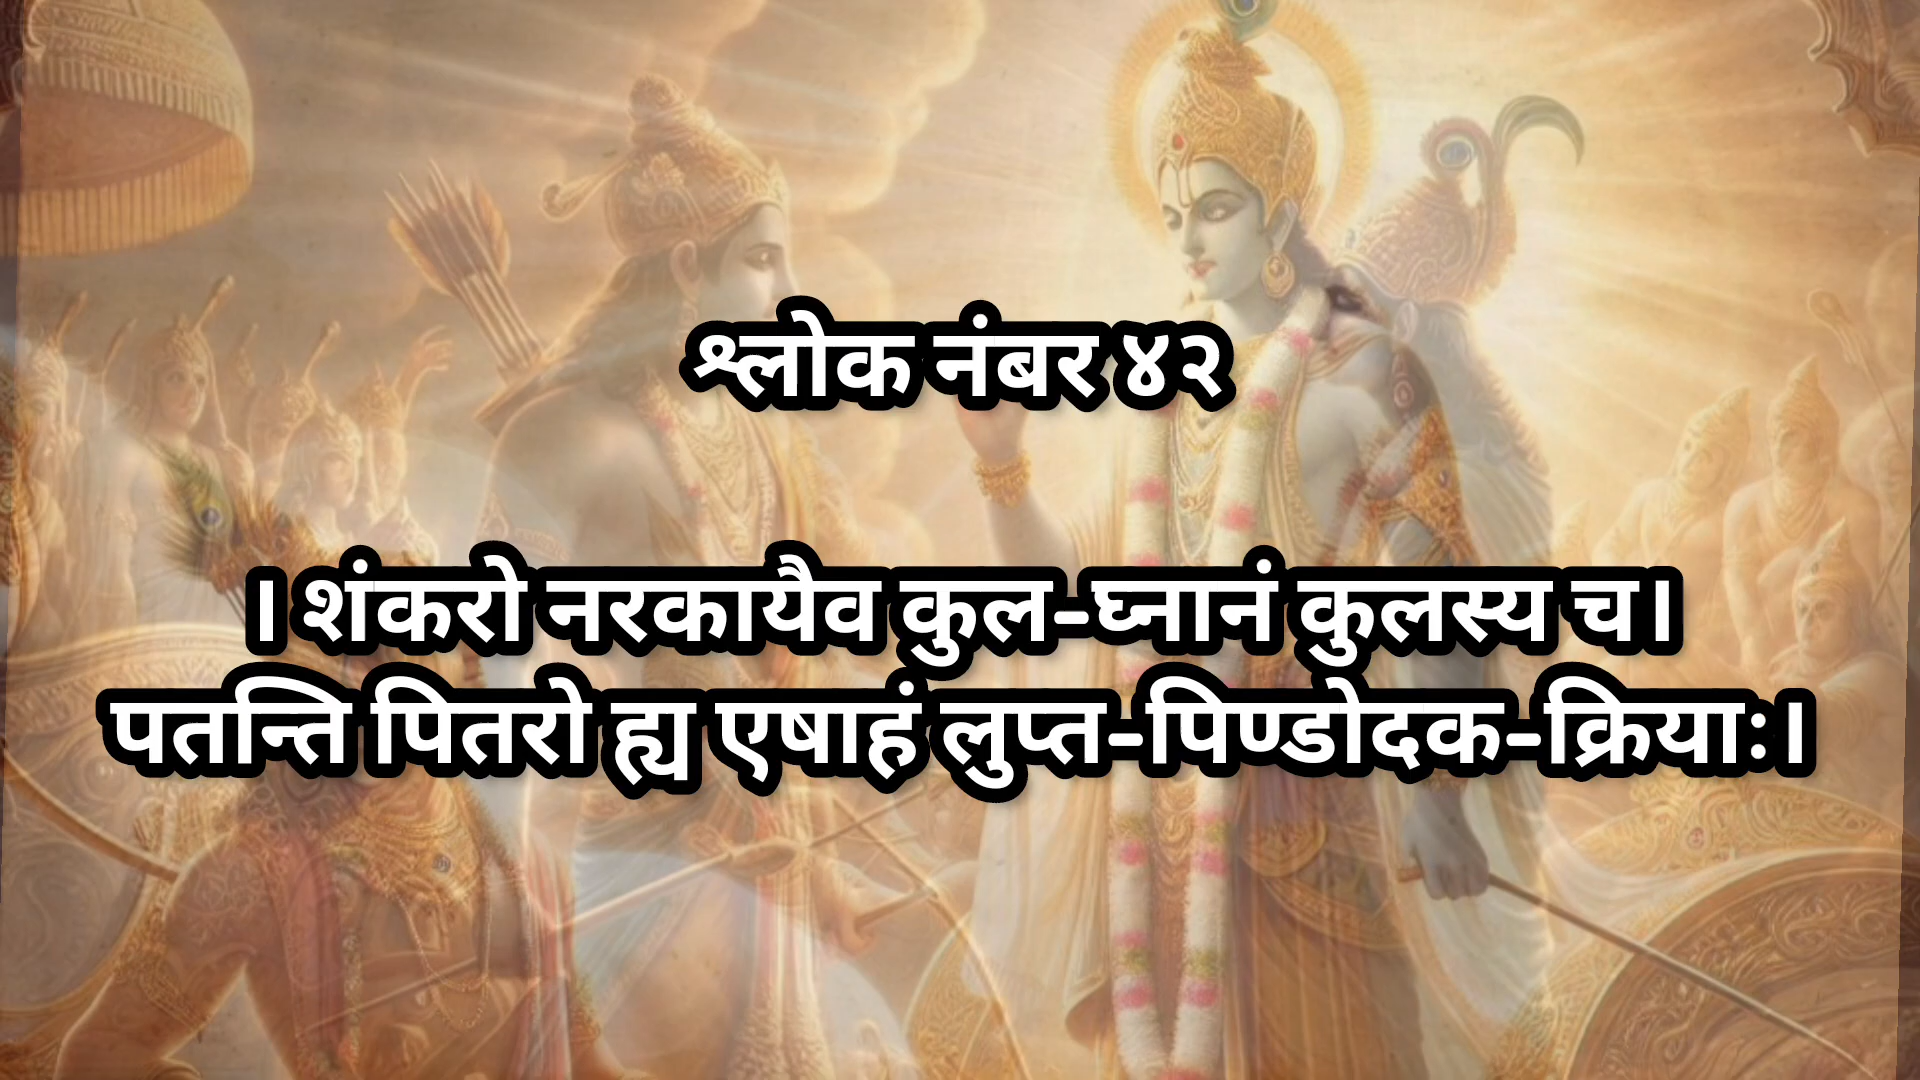 श्लोक नंबर ४२
। शंकरो नरकायैव कुल-घ्नानं कुलस्य च।
पतन्ति पितरो ह्य एषाहं लुप्त-पिण्डोदक-क्रियाः।